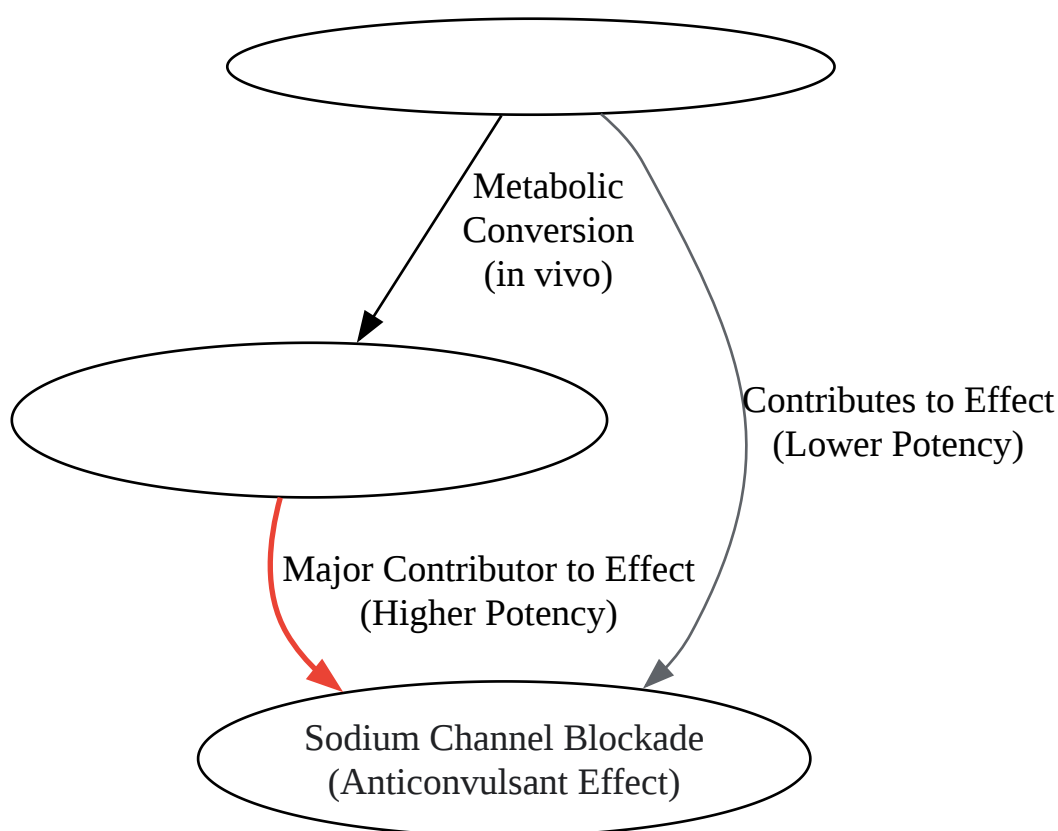 Metabolic
Conversion
(in vivo)
Contributes to Effect
(Lower Potency)
Major Contributor to Effect
(Higher Potency)
Sodium Channel Blockade
(Anticonvulsant Effect)